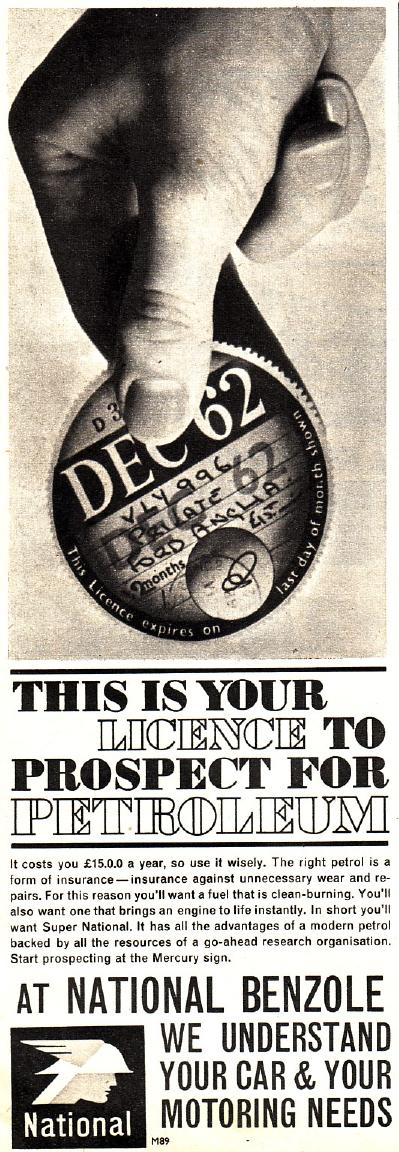 D 3
DEC 62
VLY 996
PRIVATE
FORD ANGLIA
months
This Licence expires on
last day of month shown
THIS IS YOUR
LICENCE TO
PROSPECT FOR
PETROLEUM
It costs you £15.0.0 a year, so use it wisely. The right petrol is a
form of insurance—insurance against unnecessary wear and re-
pairs. For this reason you'll want a fuel that is clean-burning. You'll
also want one that brings an engine to life instantly. In short you'll
want Super National. It has all the advantages of a modern petrol
backed by all the resources of a go-ahead research organisation.
Start prospecting at the Mercury sign.
AT NATIONAL BENZOLE
WE UNDERSTAND
YOUR CAR & YOUR
MOTORING NEEDS
National
M89